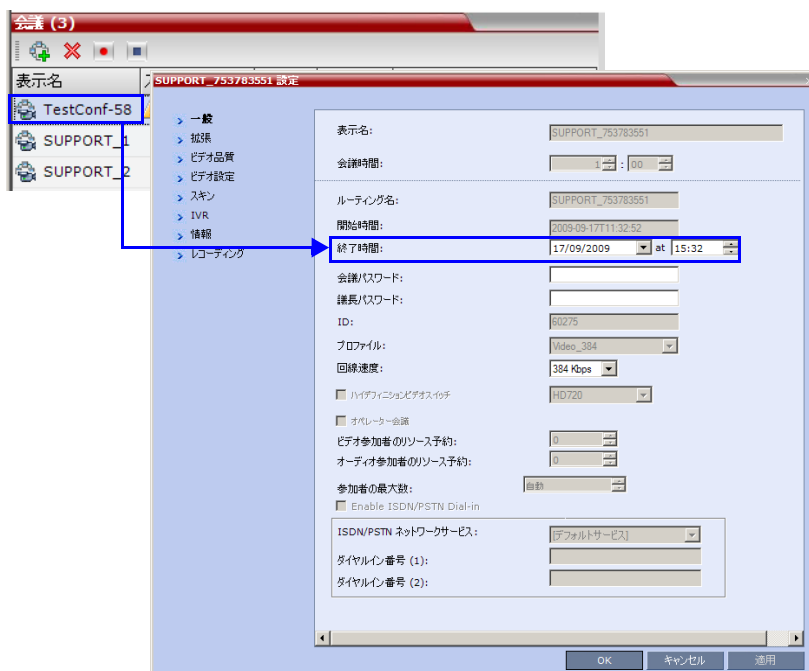 会議 (3)
表示名
TestConf-58
SUPPORT_1
SUPPORT_2
SUPPORT_753783551 設定
一般
拡張
ビデオ品質
ビデオ設定
スキン
IVR
情報
レコーディング
表示名: SUPPORT_753783551
会議時間: 1 : 00
ルーティング名: SUPPORT_753783551
開始時間: 2009-09-17T11:32:52
終了時間: 17/09/2009 at 15:32
会議パスワード:
議長パスワード:
ID: 60275
プロファイル: Video_384
回線速度: 384 Kbps
ハイデフィニションビデオスイッチ HD720
オペレーター会議
ビデオ参加者のリソース予約: 0
オーディオ参加者のリソース予約: 0
参加者の最大数: 自動
Enable ISDN/PSTN Dial-in
ISDN/PSTN ネットワークサービス: [デフォルトサービス]
ダイヤルイン番号 (1):
ダイヤルイン番号 (2):
OK キャンセル 適用